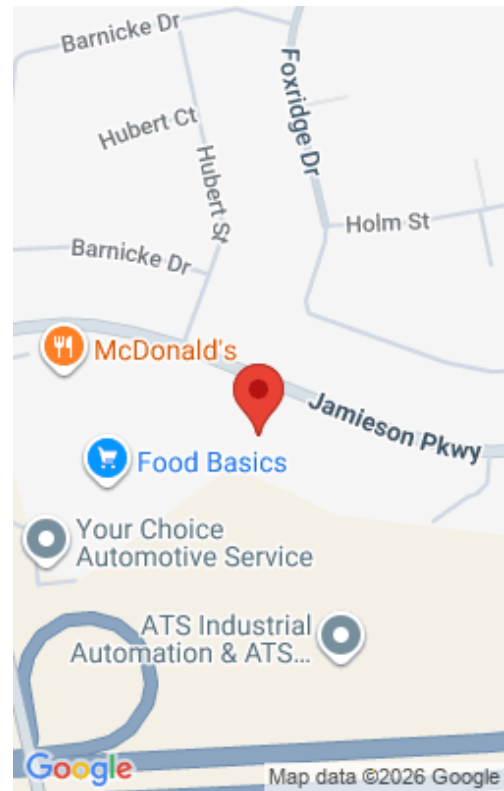 Barnicke Dr
Foxridge Dr
Hubert Ct
Hubert St
Holm St
Barnicke Dr
McDonald's
Jamieson Pkwy
Food Basics
Your Choice
Automotive Service
ATS Industrial
Automation & ATS...
Google
Map data ©2026 Google